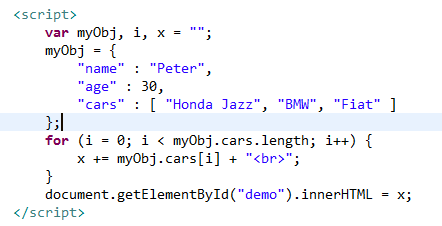 <script>
    var myObj, i, x = "";
    myObj = {
        "name" : "Peter",
        "age" : 30,
        "cars" : [ "Honda Jazz", "BMW", "Fiat" ]
    };
    for (i = 0; i < myObj.cars.length; i++) {
        x += myObj.cars[i] + "<br>";
    }
    document.getElementById("demo").innerHTML = x;
</script>